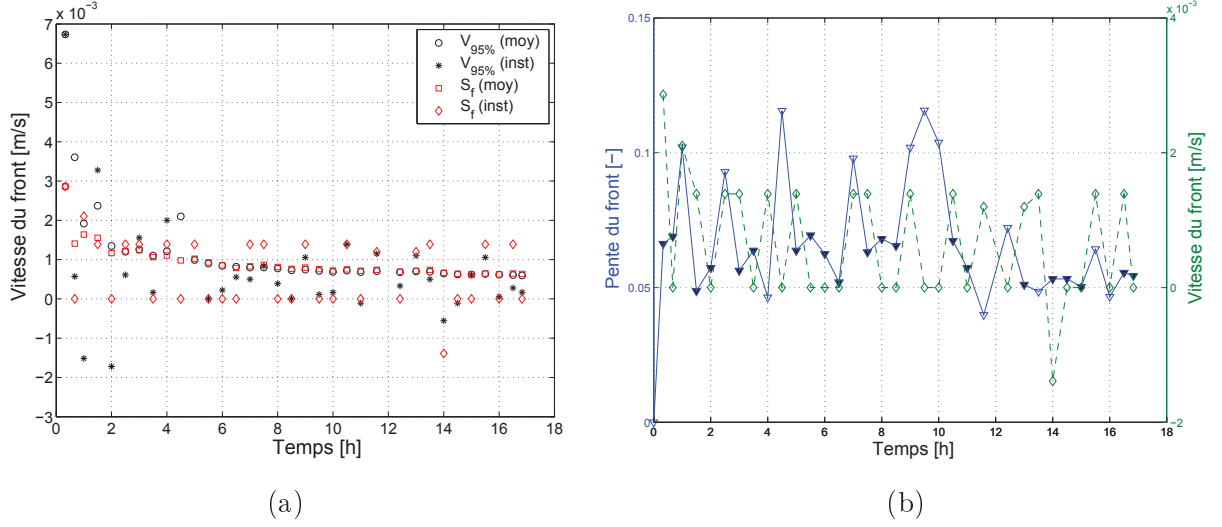 x 10⁻³
7
6
5
4
3
2
1
0
−1
−2
−3
Vitesse du front [m/s]
V95% (moy)
V95% (inst)
Sf (moy)
Sf (inst)
0 2 4 6 8 10 12 14 16 18
Temps [h]
(a)
0.15
0.1
0.05
0
Pente du front [−]
x 10⁻³
4
2
0
−2
Vitesse du front [m/s]
0 2 4 6 8 10 12 14 16 18
Temps [h]
(b)